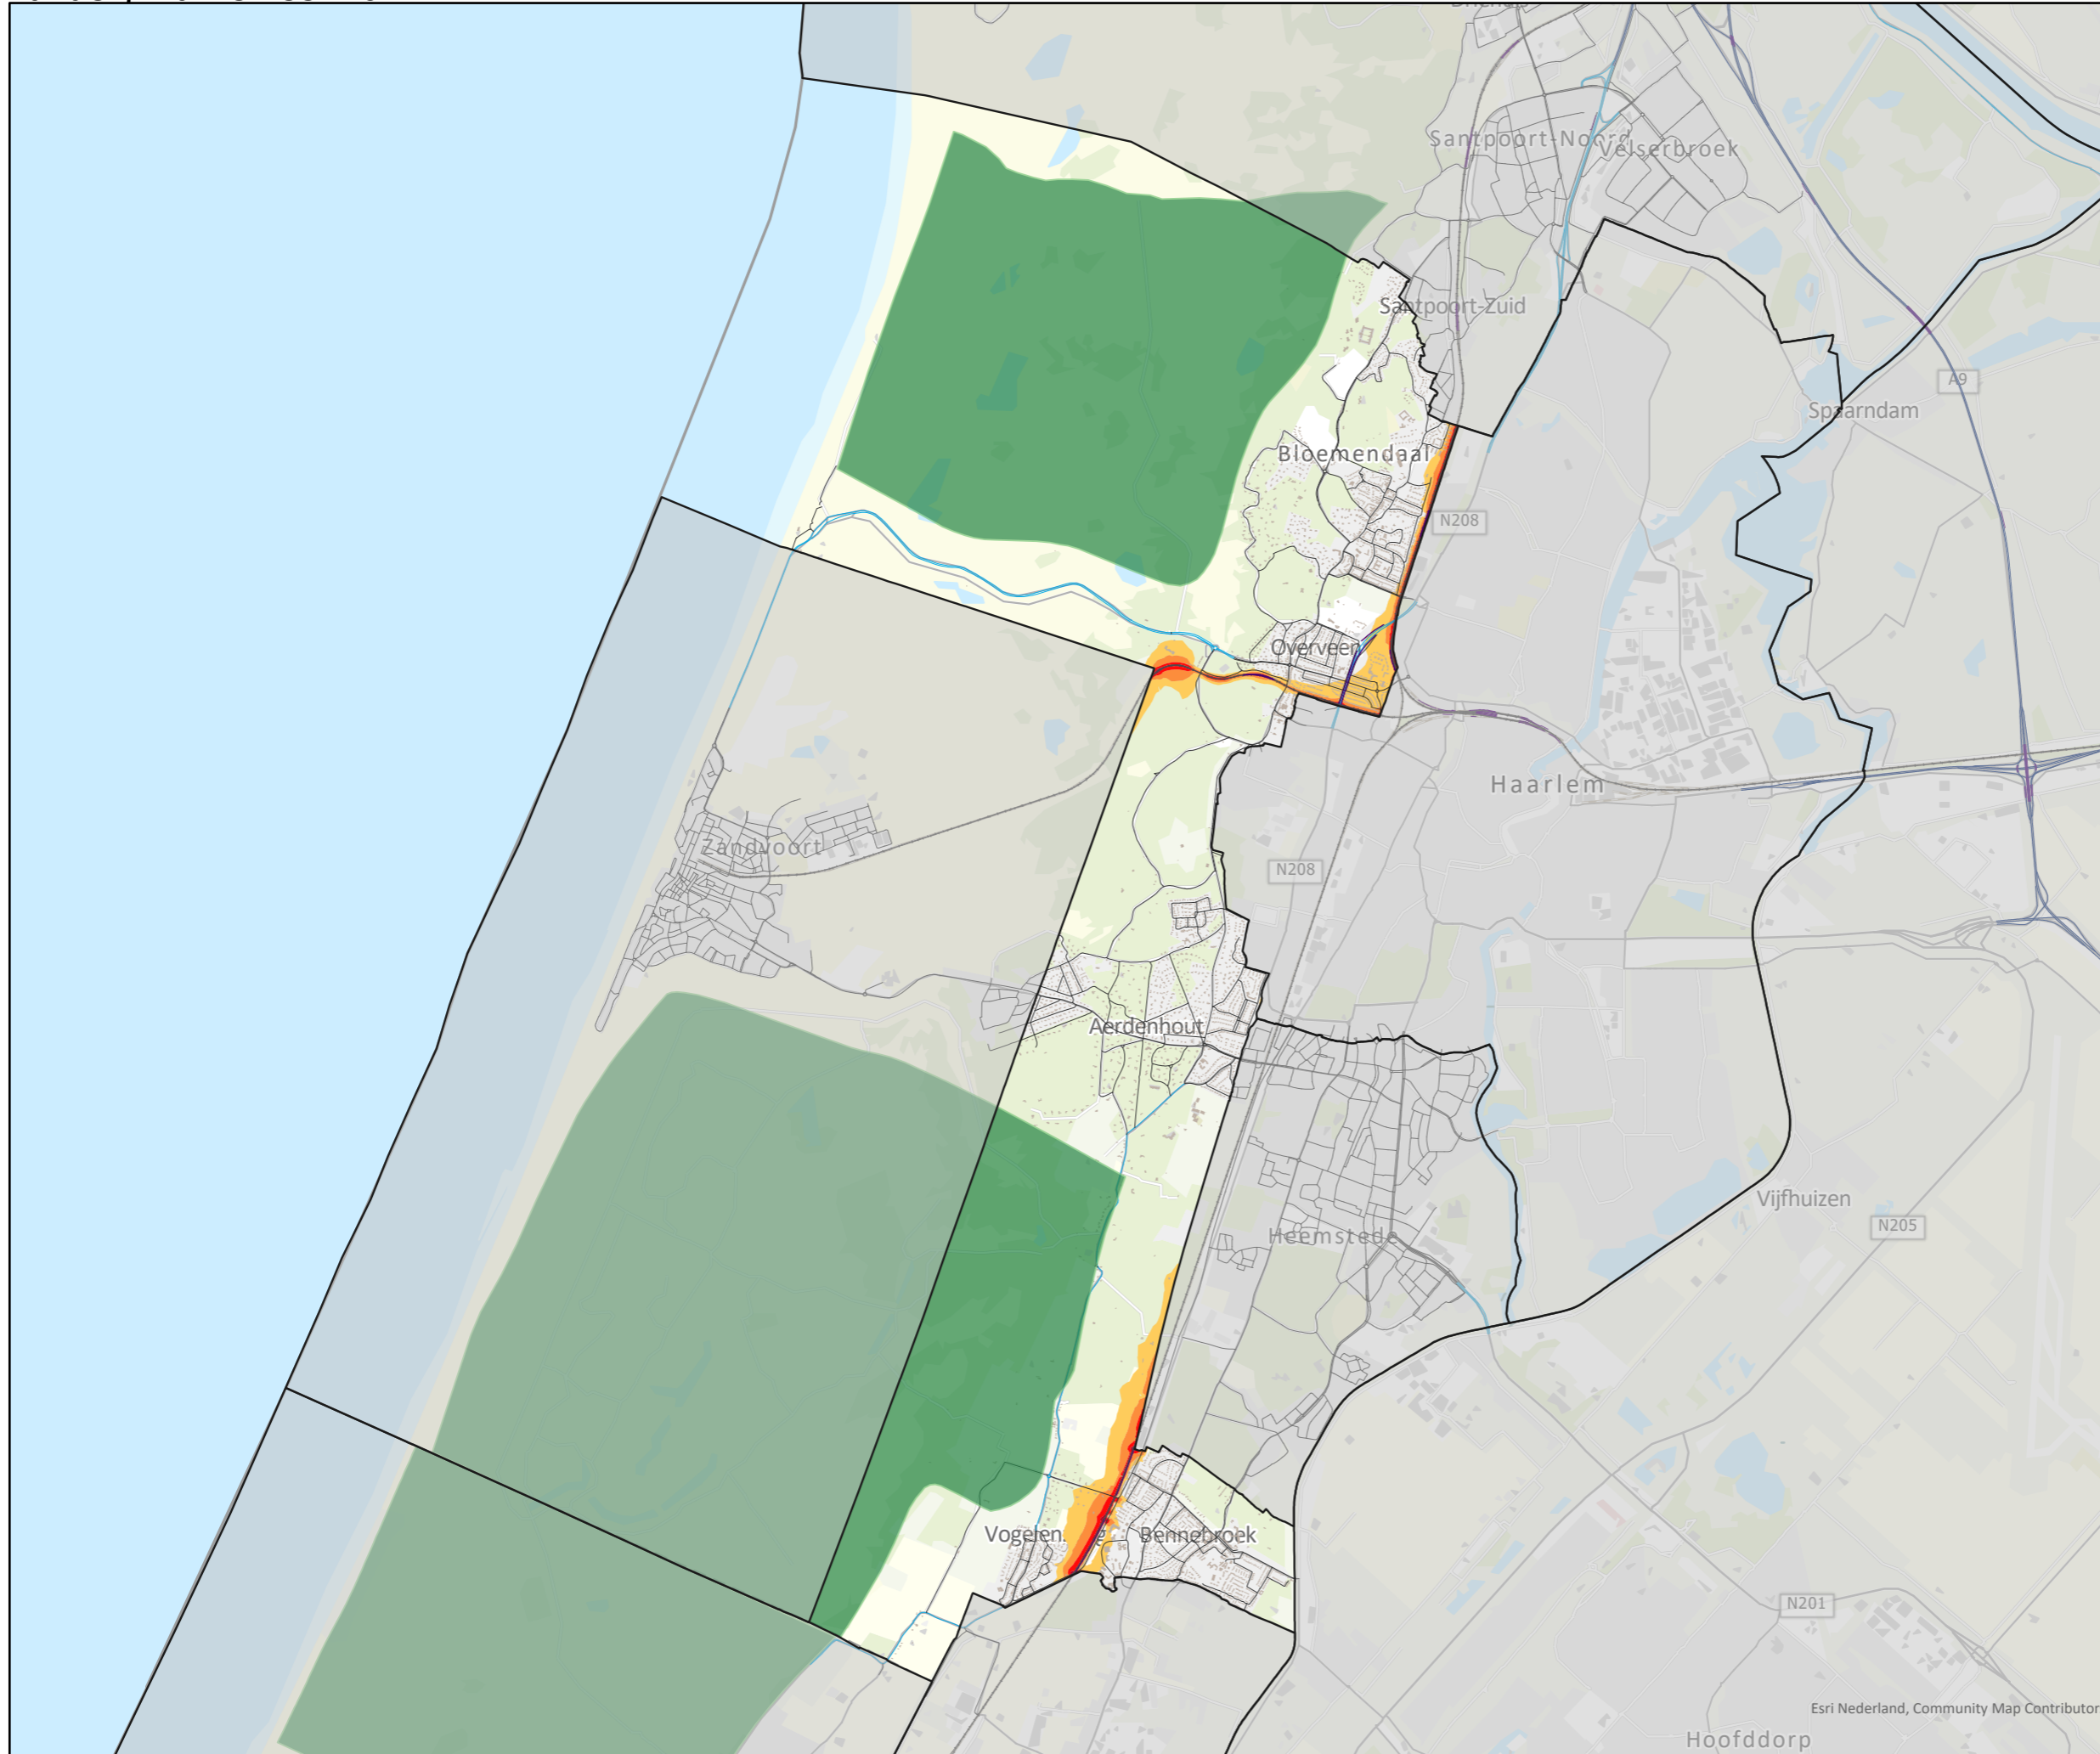 Santpoort-Noord
Velserbroek
Santpoort-Zuid
A9
Spaarndam
Bloemendaal
N208
Overveen
Haarlem
Zandvoort
N208
Aerdenhout
Vijfhuizen
N205
Heemstede
Bennebroek
N201
Esri Nederland, Community Map Contributor
Hoofddorp